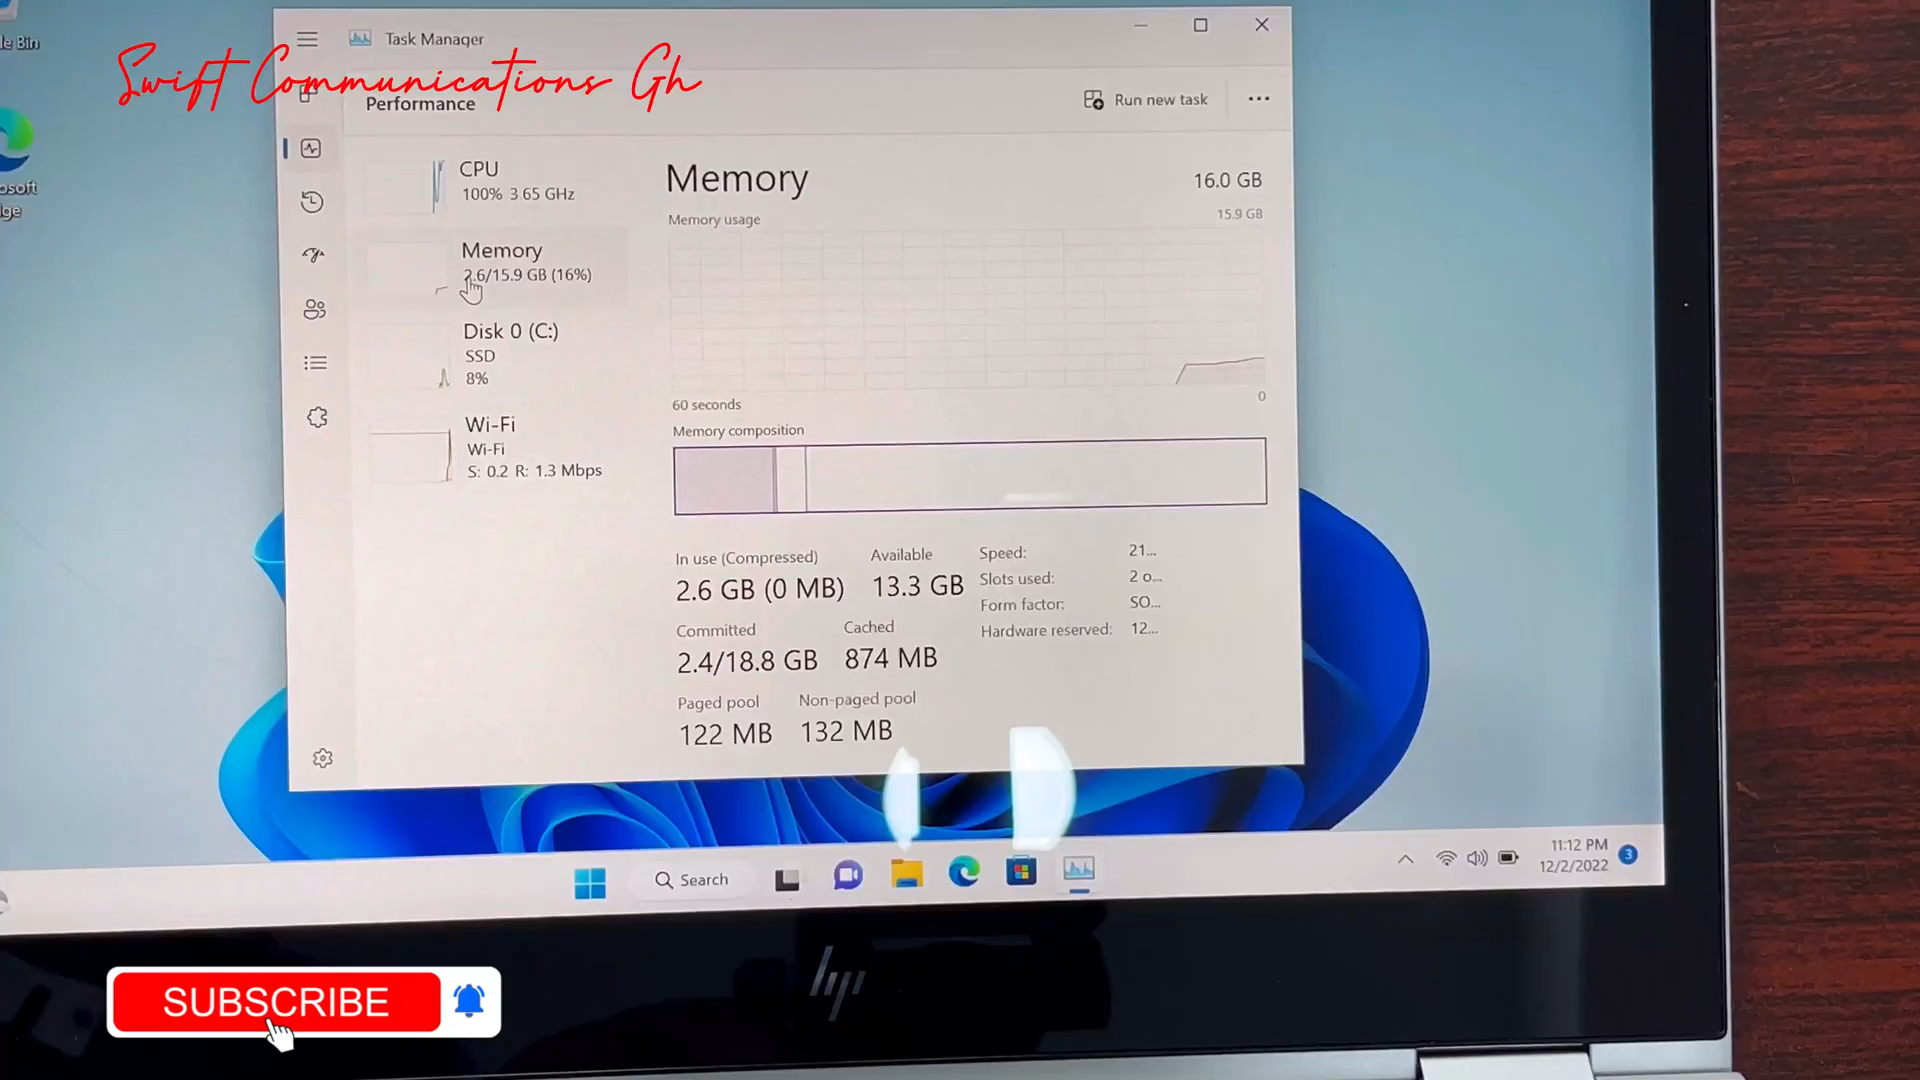 le Bin
osoft
lge
Task Manager
Swift Communications Gh
Performance
Run new task
CPU
100% 3.65 GHz
Memory
2.6/15.9 GB (16%)
Disk 0 (C:)
SSD
8%
Wi-Fi
Wi-Fi
S: 0.2 R: 1.3 Mbps
Memory
16.0 GB
Memory usage
15.9 GB
60 seconds
0
Memory composition
In use (Compressed)
2.6 GB (0 MB)
Available
13.3 GB
Committed
2.4/18.8 GB
Cached
874 MB
Paged pool
122 MB
Non-paged pool
132 MB
Speed: 21...
Slots used: 2 o...
Form factor: SO...
Hardware reserved: 12...
Search
11:12 PM
12/2/2022
3
hp
SUBSCRIBE